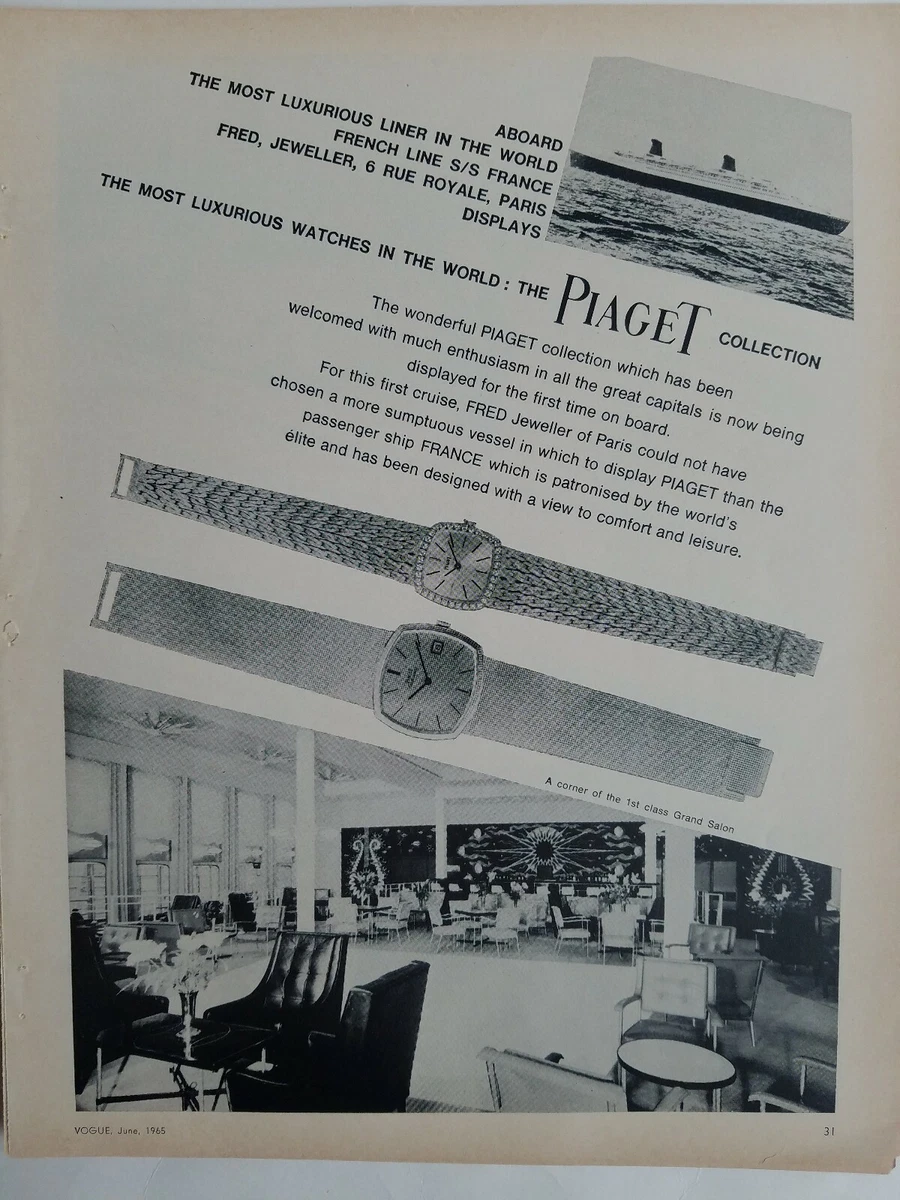 ABOARD
THE MOST LUXURIOUS LINER IN THE WORLD
FRENCH LINE S/S FRANCE
FRED, JEWELLER, 6 RUE ROYALE, PARIS
DISPLAYS
THE MOST LUXURIOUS WATCHES IN THE WORLD : THE PIAGET COLLECTION
The wonderful PIAGET collection which has been
welcomed with much enthusiasm in all the great capitals is now being
displayed for the first time on board.
For this first cruise, FRED Jeweller of Paris could not have
chosen a more sumptuous vessel in which to display PIAGET than the
passenger ship FRANCE which is patronised by the world's
élite and has been designed with a view to comfort and leisure.
A corner of the 1st class Grand Salon
VOGUE, June, 1965
31